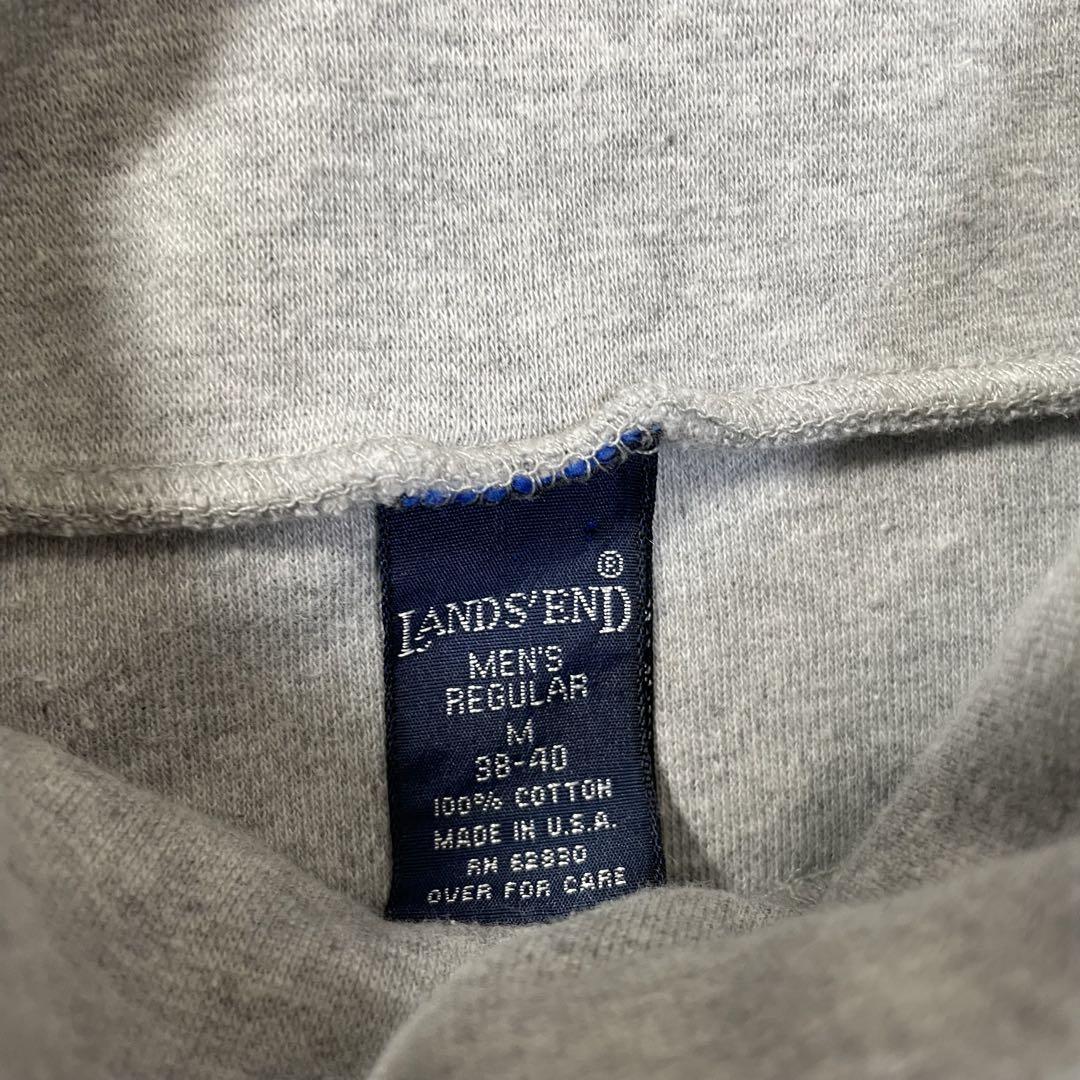 ®
LANDS' END
MEN'S
REGULAR
M
38-40
100% COTTON
MADE IN U.S.A.
RN 62830
OVER FOR CARE